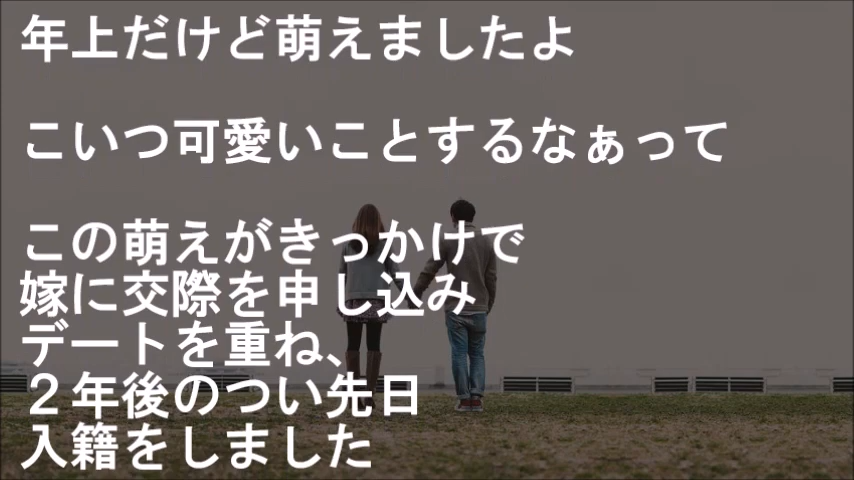 年上だけど萌えましたよ
こいつ可愛いことするなぁって
この萌えがきっかけで
嫁に交際を申し込み
デートを重ね、
２年後のつい先日
入籍をしました